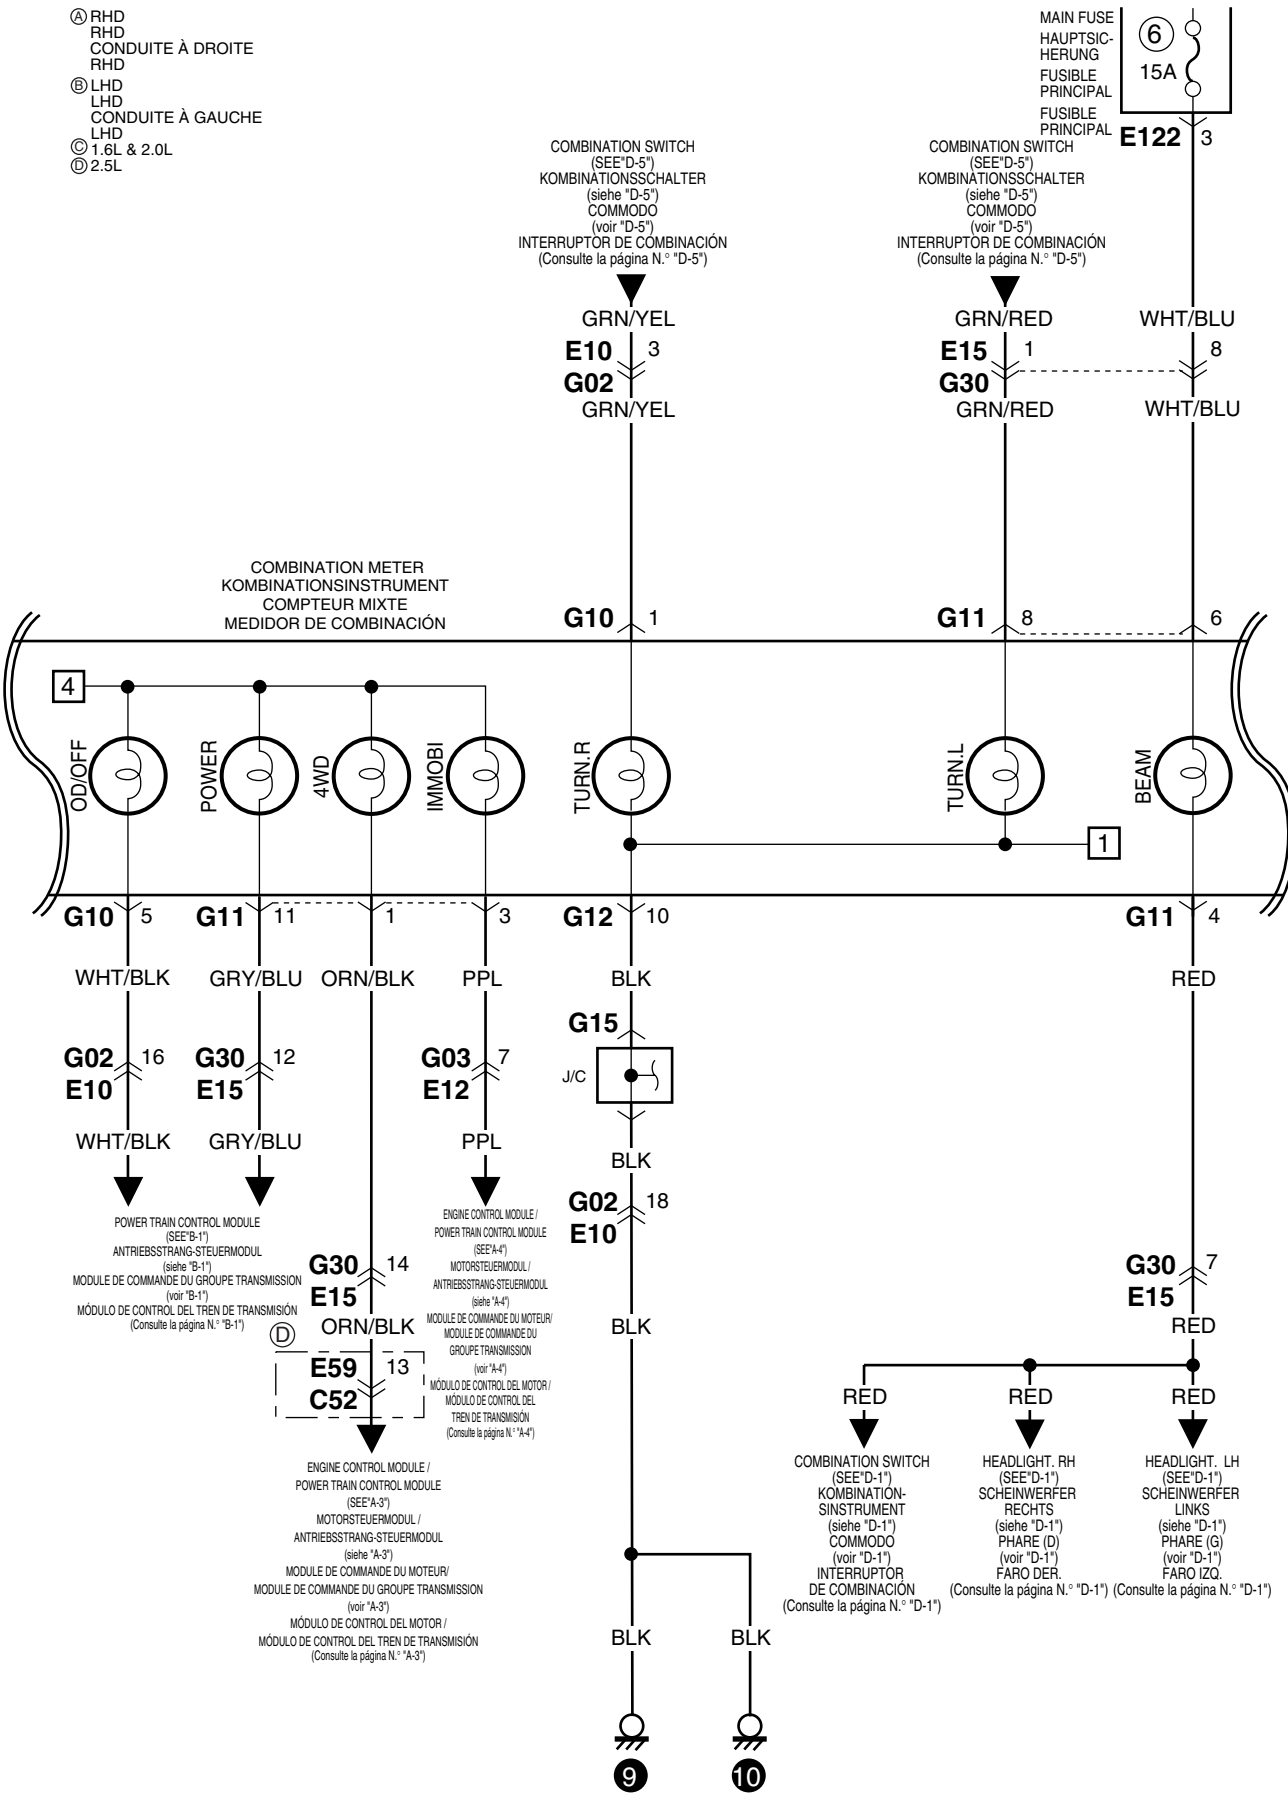 Ⓐ RHD
RHD
CONDUITE À DROITE
RHD
Ⓑ LHD
LHD
CONDUITE À GAUCHE
LHD
Ⓒ 1.6L & 2.0L
Ⓓ 2.5L
MAIN FUSE
HAUPTSIC-
HERUNG
FUSIBLE
PRINCIPAL
FUSIBLE
PRINCIPAL
6
15A
E122 3
COMBINATION SWITCH
(SEE"D-5")
KOMBINATIONSSCHALTER
(siehe "D-5")
COMMODO
(voir "D-5")
INTERRUPTOR DE COMBINACIÓN
(Consulte la página N.° "D-5")
COMBINATION SWITCH
(SEE"D-5")
KOMBINATIONSSCHALTER
(siehe "D-5")
COMMODO
(voir "D-5")
INTERRUPTOR DE COMBINACIÓN
(Consulte la página N.° "D-5")
GRN/YEL GRN/RED WHT/BLU
E10 3 E15 1 8
G02 G30
GRN/YEL GRN/RED WHT/BLU
COMBINATION METER
KOMBINATIONSINSTRUMENT
COMPTEUR MIXTE
MEDIDOR DE COMBINACIÓN
G10 1 G11 8 6
4
OD/OFF POWER 4WD IMMOBI TURN.R TURN.L BEAM
1
G10 5 G11 11 1 3 G12 10 G11 4
WHT/BLK GRY/BLU ORN/BLK PPL BLK RED
G15
J/C
G02 16 G30 12 G03 7
E10 E15 E12
WHT/BLK GRY/BLU PPL BLK
G02 18
E10
POWER TRAIN CONTROL MODULE
(SEE"B-1")
ANTRIEBSSTRANG-STEUERMODUL
(siehe "B-1")
MODULE DE COMMANDE DU GROUPE TRANSMISSION
(voir "B-1")
MÓDULO DE CONTROL DEL TREN DE TRANSMISIÓN
(Consulte la página N.° "B-1")
ENGINE CONTROL MODULE /
POWER TRAIN CONTROL MODULE
(SEE"A-4")
MOTORSTEUERMODUL /
ANTRIEBSSTRANG-STEUERMODUL
(siehe "A-4")
MODULE DE COMMANDE DU MOTEUR/
MODULE DE COMMANDE DU
GROUPE TRANSMISSION
(voir "A-4")
MÓDULO DE CONTROL DEL MOTOR /
MÓDULO DE CONTROL DEL
TREN DE TRANSMISIÓN
(Consulte la página N.° "A-4")
G30 14 G30 7
E15 E15
Ⓓ ORN/BLK BLK RED
E59 13
C52
RED RED RED
ENGINE CONTROL MODULE /
POWER TRAIN CONTROL MODULE
(SEE"A-3")
MOTORSTEUERMODUL /
ANTRIEBSSTRANG-STEUERMODUL
(siehe "A-3")
MODULE DE COMMANDE DU MOTEUR/
MODULE DE COMMANDE DU GROUPE TRANSMISSION
(voir "A-3")
MÓDULO DE CONTROL DEL MOTOR /
MÓDULO DE CONTROL DEL TREN DE TRANSMISIÓN
(Consulte la página N.° "A-3")
COMBINATION SWITCH
(SEE"D-1")
KOMBINATION-
SINSTRUMENT
(siehe "D-1")
COMMODO
(voir "D-1")
INTERRUPTOR
DE COMBINACIÓN
(Consulte la página N.° "D-1")
HEADLIGHT. RH
(SEE"D-1")
SCHEINWERFER
RECHTS
(siehe "D-1")
PHARE (D)
(voir "D-1")
FARO DER.
(Consulte la página N.° "D-1")
HEADLIGHT. LH
(SEE"D-1")
SCHEINWERFER
LINKS
(siehe "D-1")
PHARE (G)
(voir "D-1")
FARO IZQ.
(Consulte la página N.° "D-1")
BLK BLK
9 10